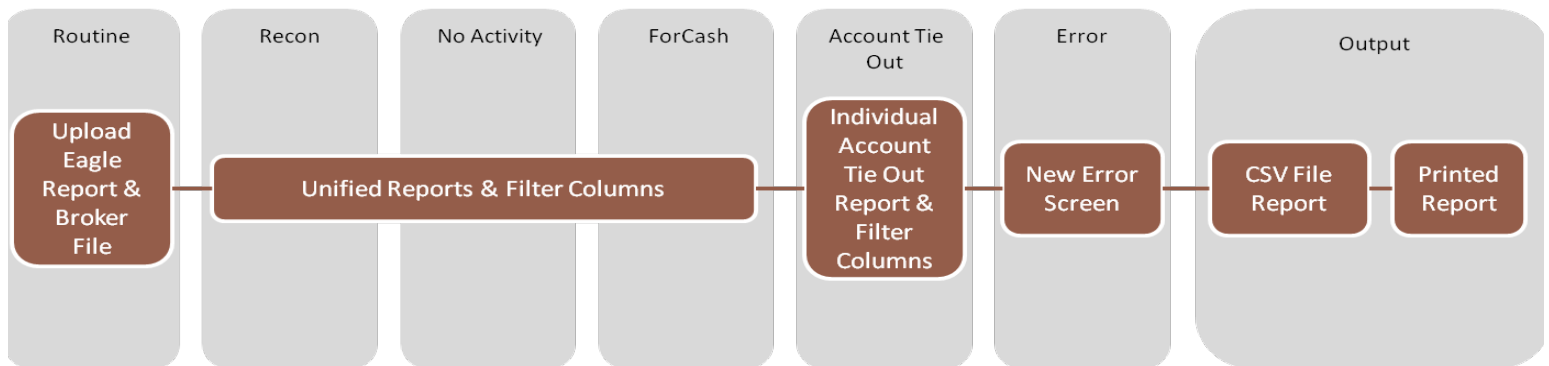 Routine
Recon
No Activity
ForCash
Account Tie
Out
Error
Output
Upload
Eagle
Report &
Broker
File
Unified Reports & Filter Columns
Individual
Account
Tie Out
Report &
Filter
Columns
New Error
Screen
CSV File
Report
Printed
Report